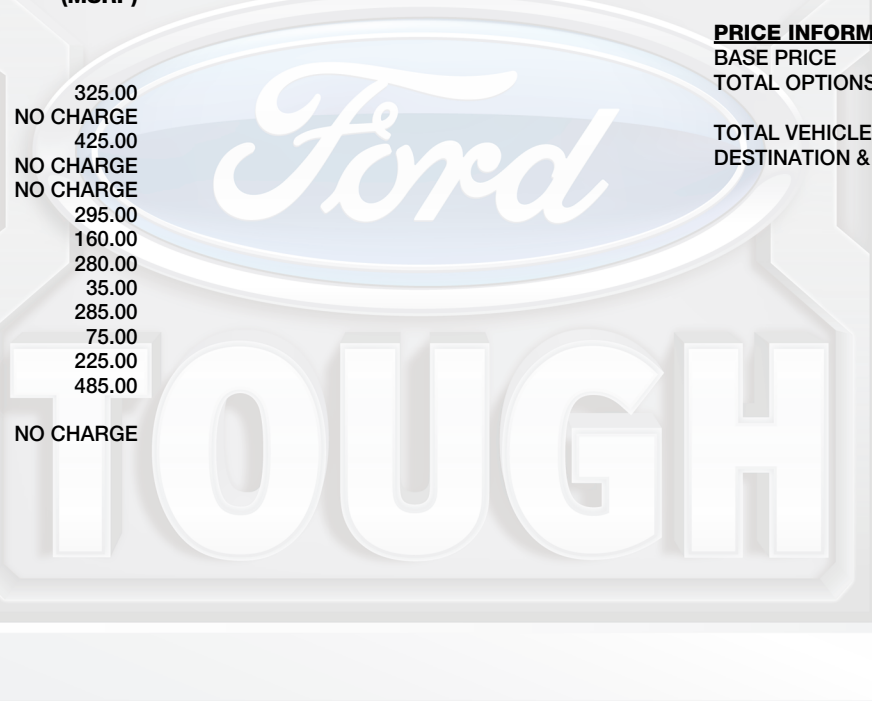 (MSRP)
325.00
NO CHARGE
425.00
NO CHARGE
NO CHARGE
295.00
160.00
280.00
35.00
285.00
75.00
225.00
485.00
NO CHARGE
PRICE INFORM
BASE PRICE
TOTAL OPTIONS
TOTAL VEHICLE
DESTINATION &
Ford
TOUGH